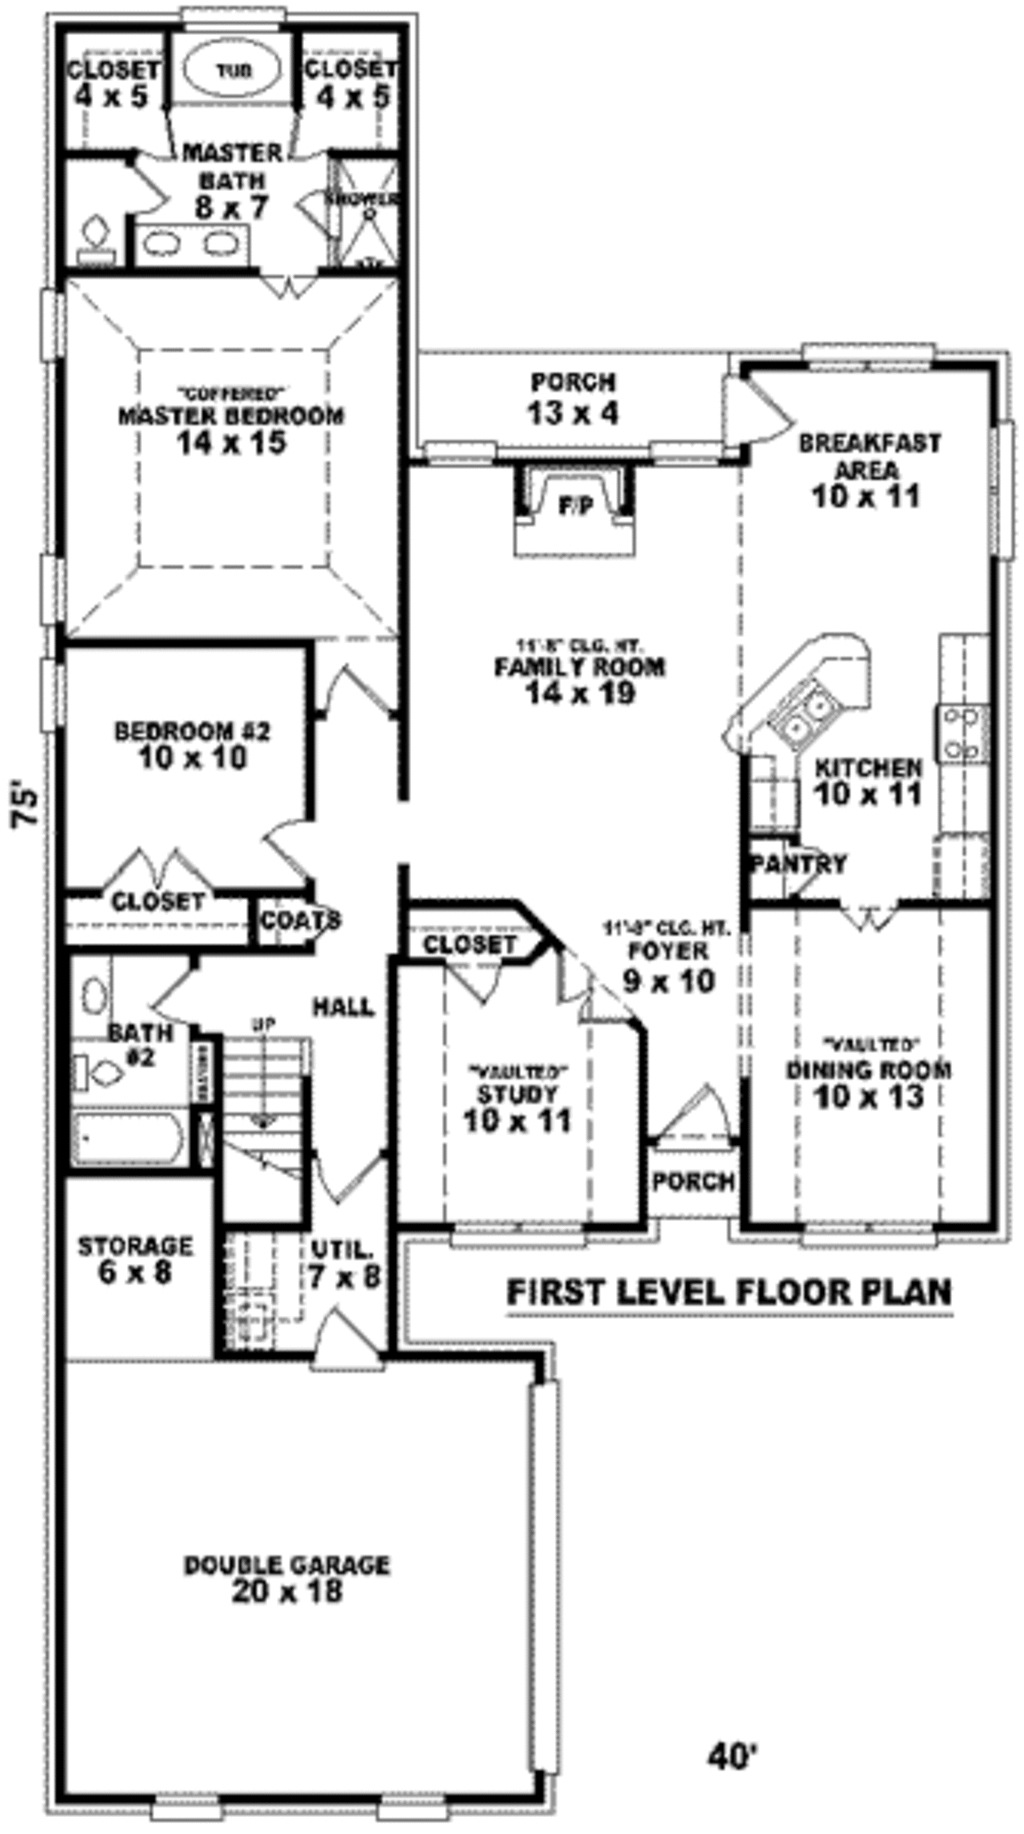 CLOSET
4 x 5
TUB
CLOSET
4 x 5
MASTER
BATH
8 x 7
SHOWER
"COFFERED"
MASTER BEDROOM
14 x 15
PORCH
13 x 4
BREAKFAST
AREA
10 x 11
F/P
11'-8" CLG. HT.
FAMILY ROOM
14 x 19
BEDROOM #2
10 x 10
KITCHEN
10 x 11
75'
PANTRY
CLOSET
COATS
CLOSET
11'-8" CLG. HT.
FOYER
9 x 10
HALL
UP
BATH
#2
"VAULTED"
STUDY
10 x 11
"VAULTED"
DINING ROOM
10 x 13
PORCH
STORAGE
6 x 8
UTIL.
7 x 8
FIRST LEVEL FLOOR PLAN
DOUBLE GARAGE
20 x 18
40'